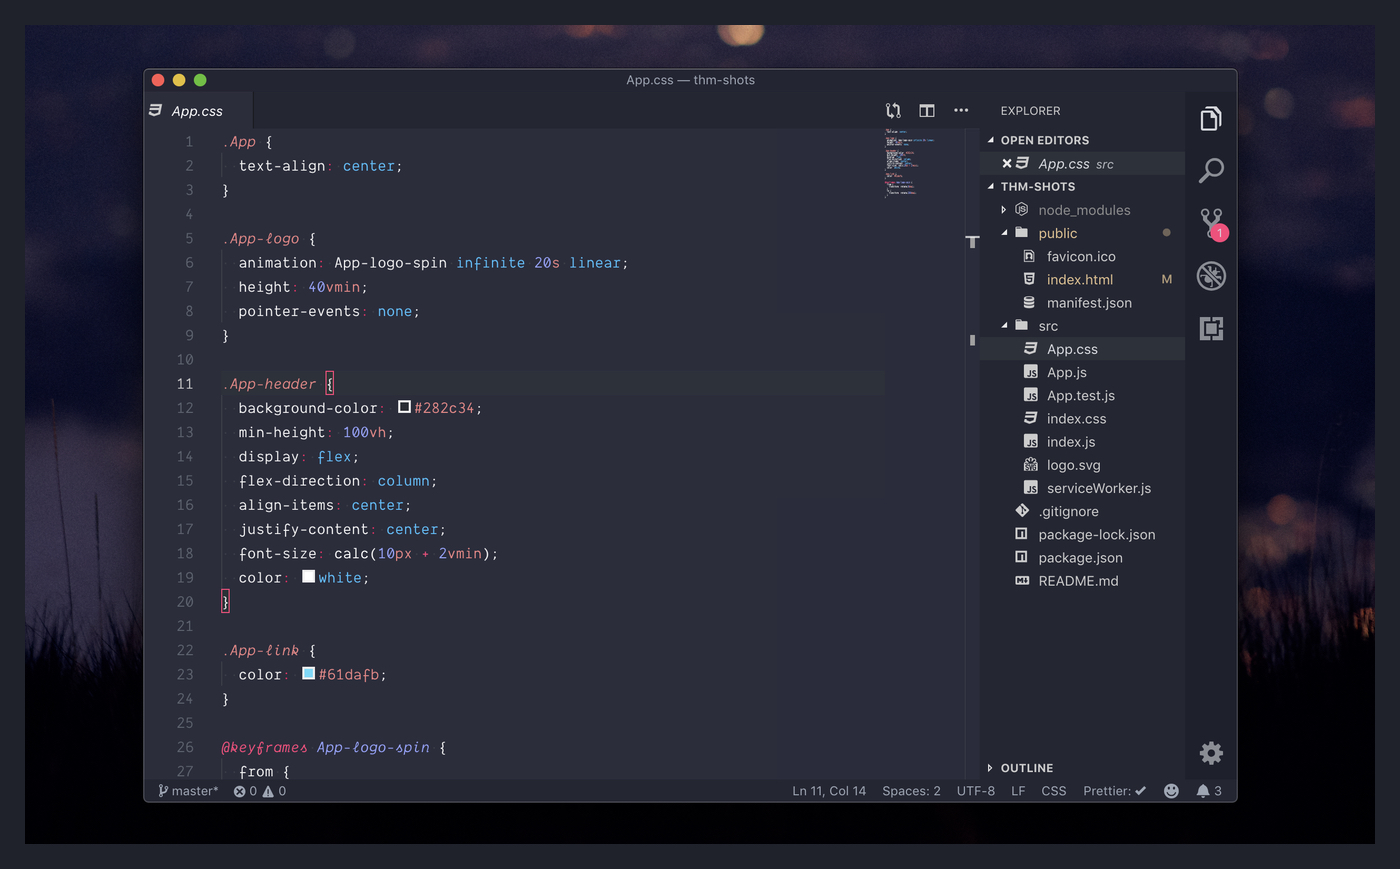 App.css — thm-shots
App.css
1 .App {
2 text-align: center;
3 }
4
5 .App-logo {
6 animation: App-logo-spin infinite 20s linear;
7 height: 40vmin;
8 pointer-events: none;
9 }
10
11 .App-header {
12 background-color: #282c34;
13 min-height: 100vh;
14 display: flex;
15 flex-direction: column;
16 align-items: center;
17 justify-content: center;
18 font-size: calc(10px + 2vmin);
19 color: white;
20 }
21
22 .App-link {
23 color: #61dafb;
24 }
25
26 @keyframes App-logo-spin {
27 from {
EXPLORER
OPEN EDITORS
App.css src
THM-SHOTS
node_modules
public
favicon.ico
index.html M
manifest.json
src
App.css
App.js
App.test.js
index.css
index.js
logo.svg
serviceWorker.js
.gitignore
package-lock.json
package.json
README.md
OUTLINE
1
master* 0 0 Ln 11, Col 14 Spaces: 2 UTF-8 LF CSS Prettier: ✔ 3